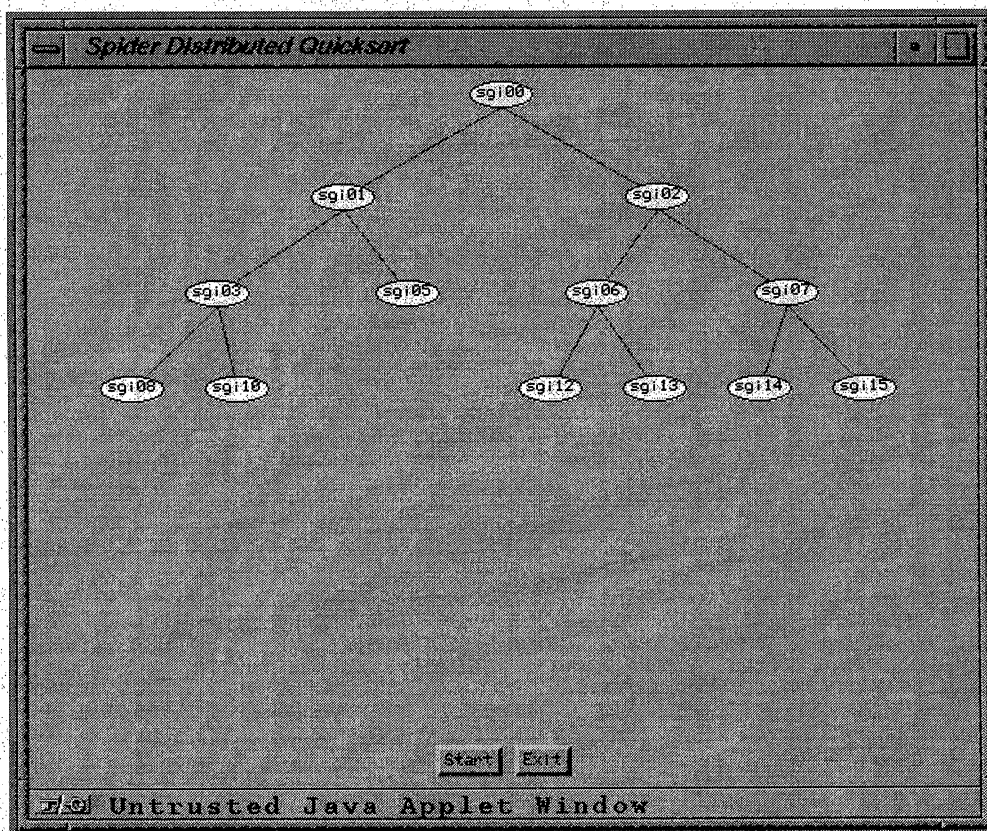 Spider Distributed Quicksort
sgi00
sgi01 sgi02
sgi03 sgi05 sgi06 sgi07
sgi08 sgi10 sgi12 sgi13 sgi14 sgi15
Start Exit
Untrusted Java Applet Window